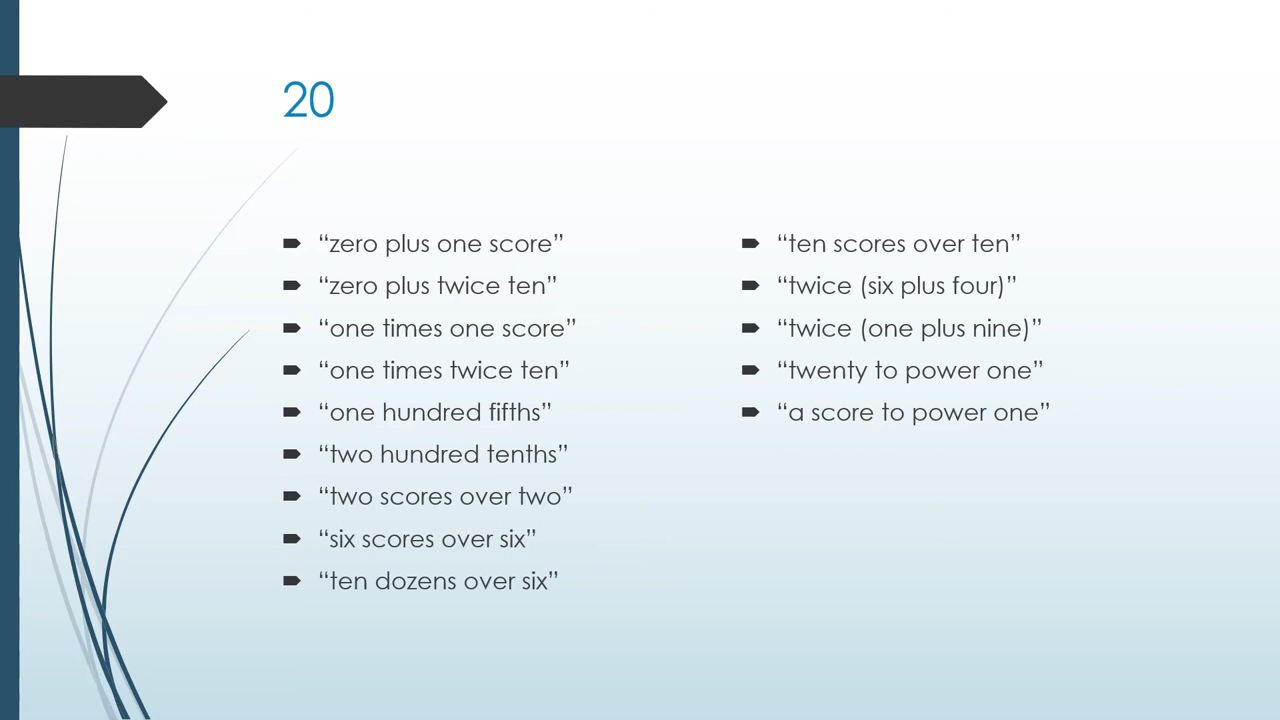 20
“zero plus one score”
“zero plus twice ten”
“one times one score”
“one times twice ten”
“one hundred fifths”
“two hundred tenths”
“two scores over two”
“six scores over six”
“ten dozens over six”
“ten scores over ten”
“twice (six plus four)”
“twice (one plus nine)”
“twenty to power one”
“a score to power one”